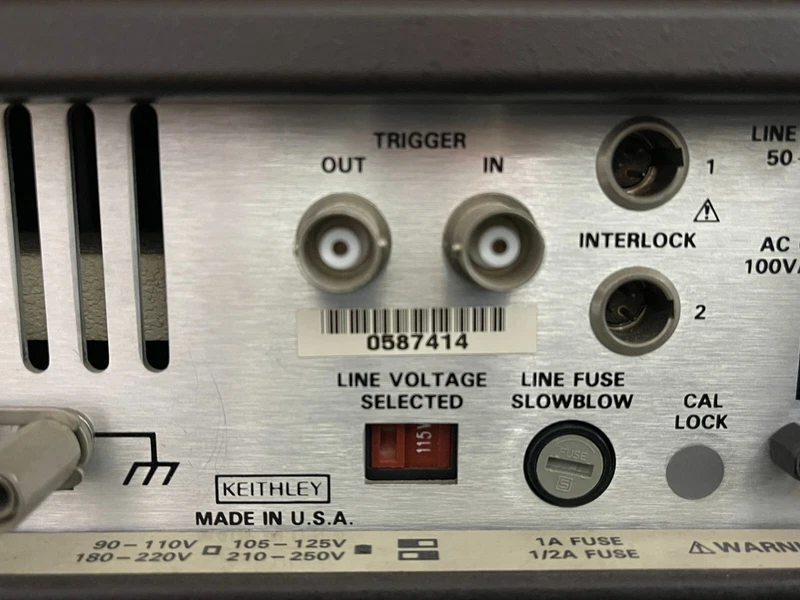 TRIGGER
OUT
IN
1
LINE
50
INTERLOCK
AC
100V
2
0587414
LINE VOLTAGE
SELECTED
115V
LINE FUSE
SLOWBLOW
FUSE
CAL
LOCK
KEITHLEY
MADE IN U.S.A.
90–110V 105–125V
180–220V 210–250V
1A FUSE
1/2A FUSE
WARN